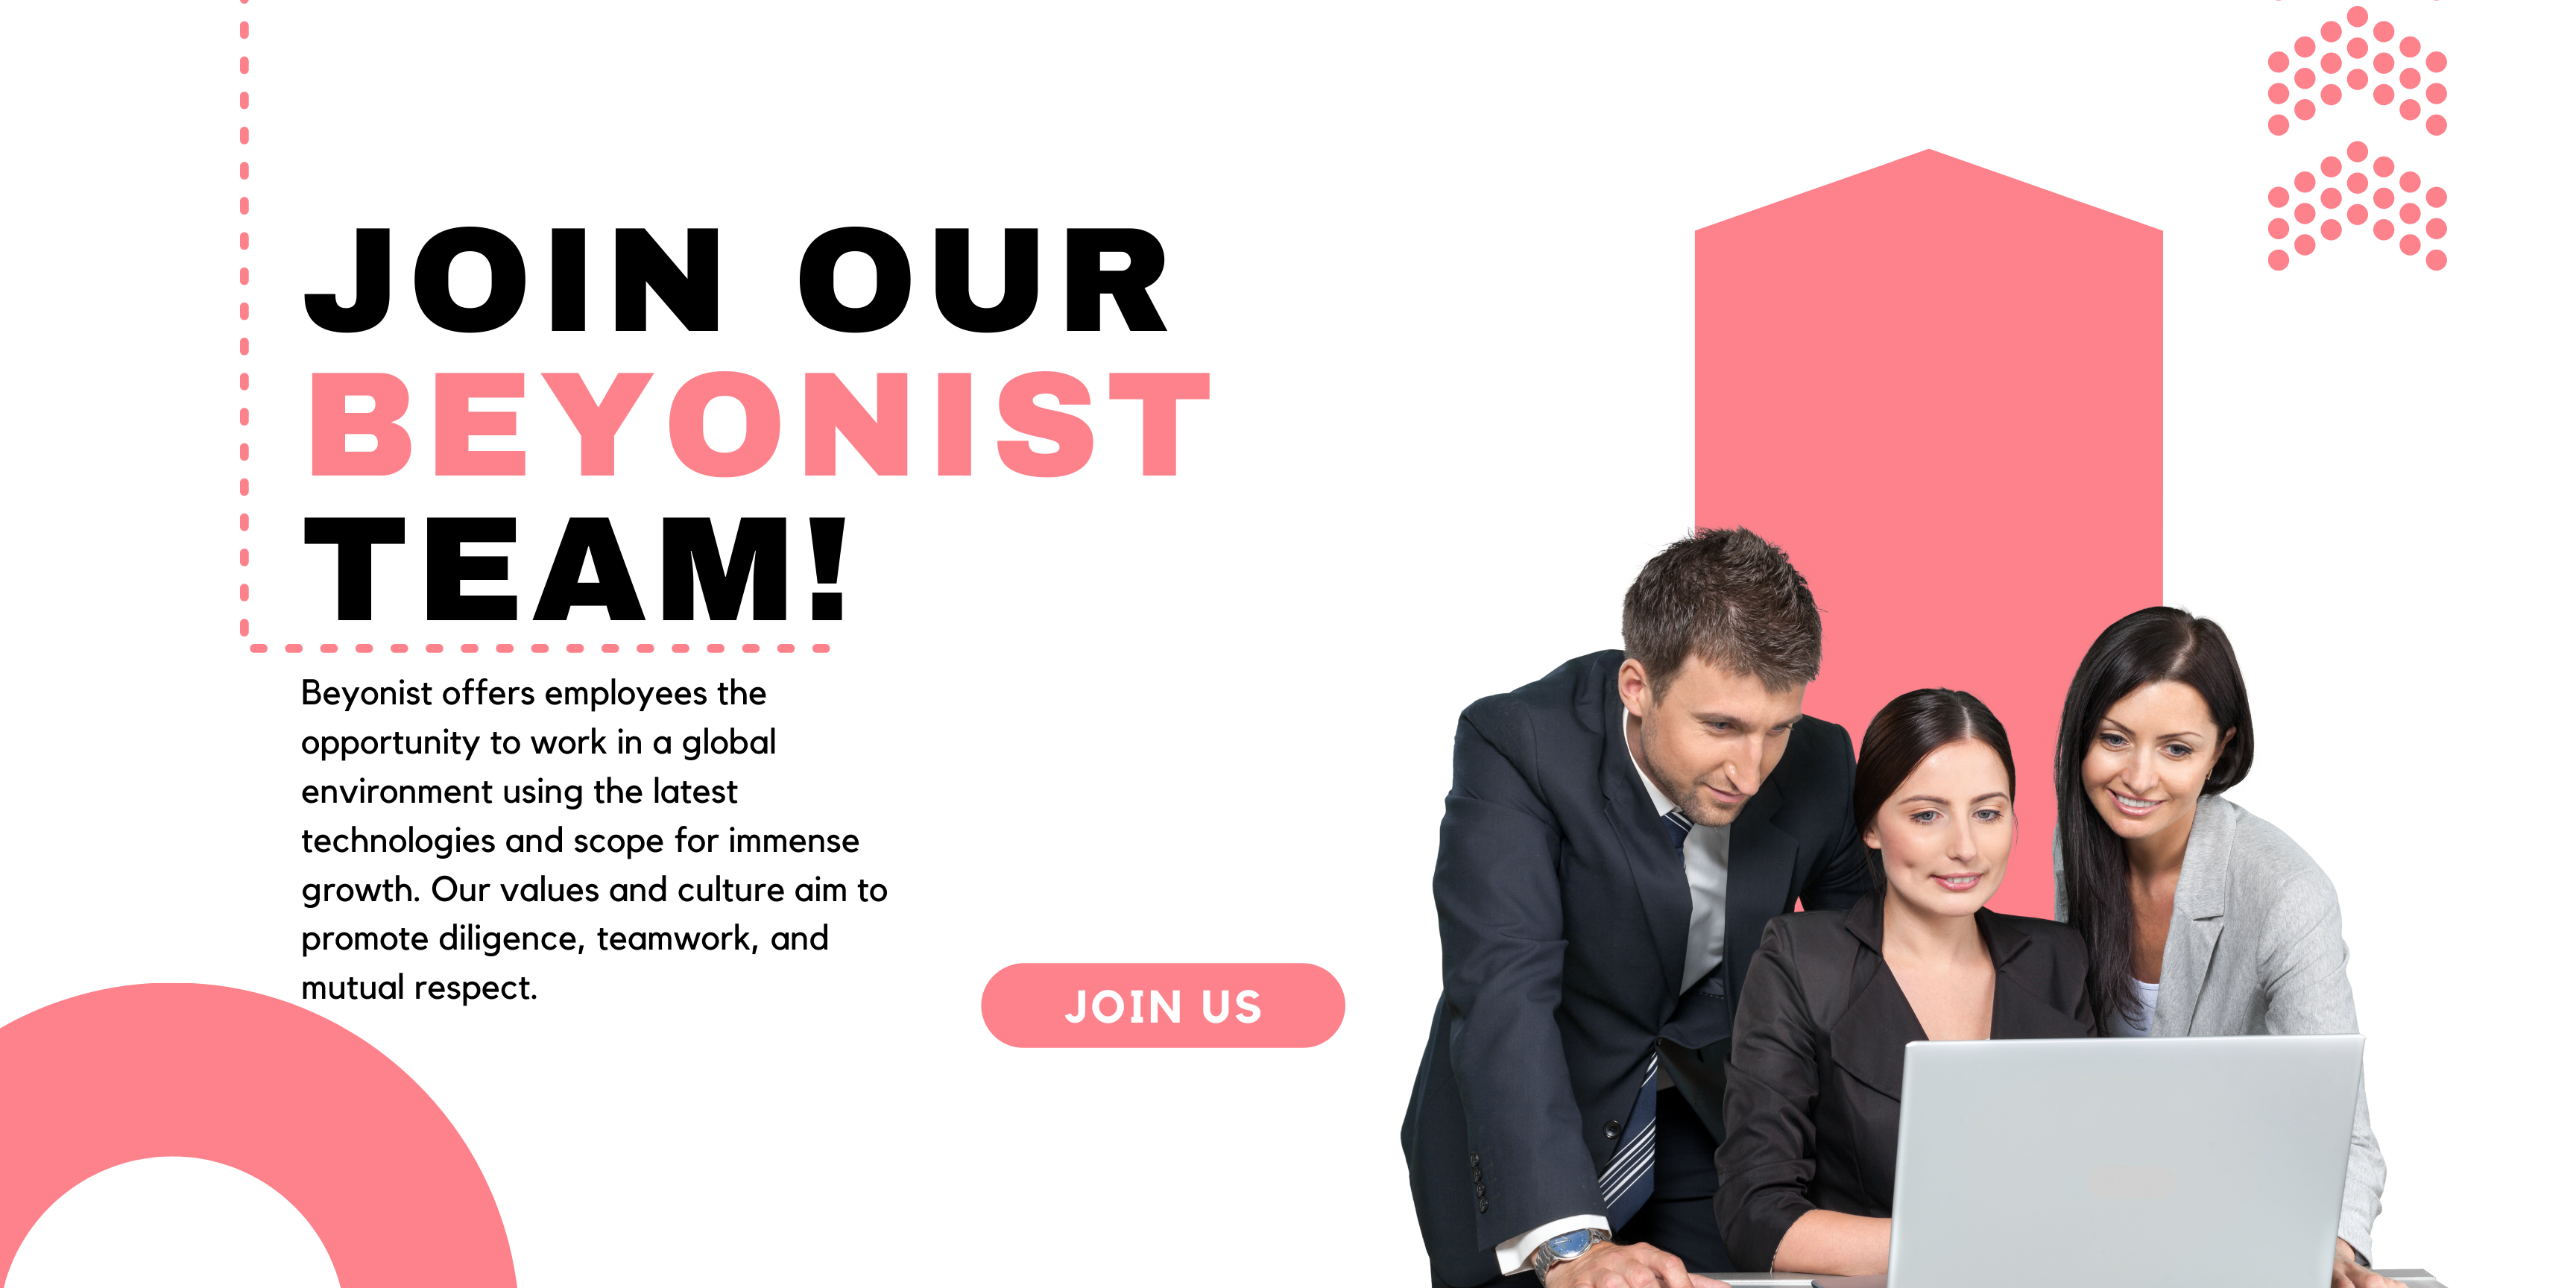 JOIN OUR
BEYONIST
TEAM!
Beyonist offers employees the
opportunity to work in a global
environment using the latest
technologies and scope for immense
growth. Our values and culture aim to
promote diligence, teamwork, and
mutual respect.
JOIN US